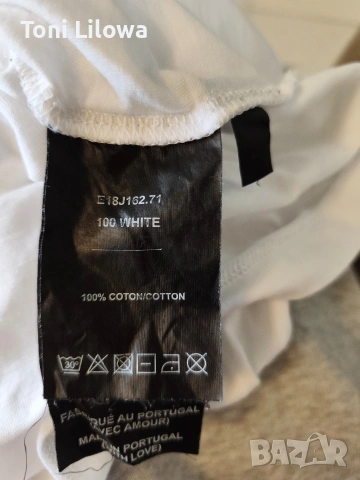 Toni Lilowa
E18J162.71
100 WHITE
100% COTON/COTTON
30°
FABRIQUÉ AU PORTUGAL
(AVEC AMOUR)
MADE IN PORTUGAL
(WITH LOVE)
BAZAR